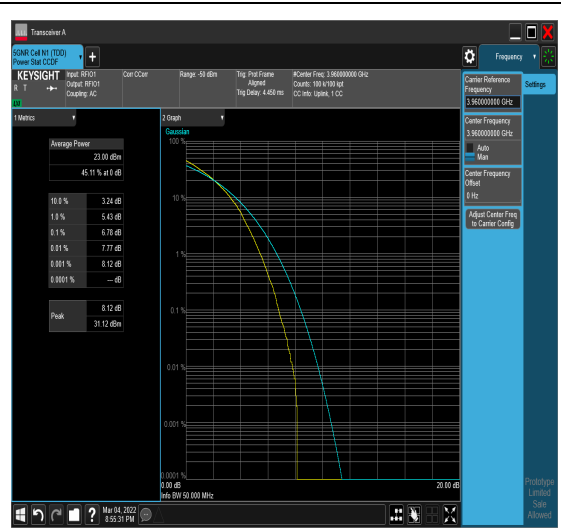 Transceiver A
5GNR Cell N1 (TDD)
Power Stat CCDF
Frequency
KEYSIGHT
R T
LV
Input: RFIO1
Output: RFIO1
Coupling: AC
Corr CCorr
Range: -50 dBm
Trig: Prot Frame
Aligned
Trig Delay: 4.450 ms
#Center Freq: 3.960000000 GHz
Counts: 100 k/100 kpt
CC Info: Uplink, 1 CC
1 Metrics
Average Power
23.00 dBm
45.11 % at 0 dB
10.0 % 3.24 dB
1.0 % 5.43 dB
0.1 % 6.78 dB
0.01 % 7.77 dB
0.001 % 8.12 dB
0.0001 % --- dB
Peak
8.12 dB
31.12 dBm
2 Graph
Gaussian
100 %
10 %
1 %
0.1 %
0.01 %
0.001 %
0.0001 %
0.00 dB
20.00 dB
Info BW 50.000 MHz
Carrier Reference
Frequency
3.960000000 GHz
Center Frequency
3.960000000 GHz
Auto
Man
Center Frequency
Offset
0 Hz
Adjust Center Freq
to Carrier Config
Settings
Prototype
Limited
Sale
Allowed
Mar 04, 2022
8:55:31 PM